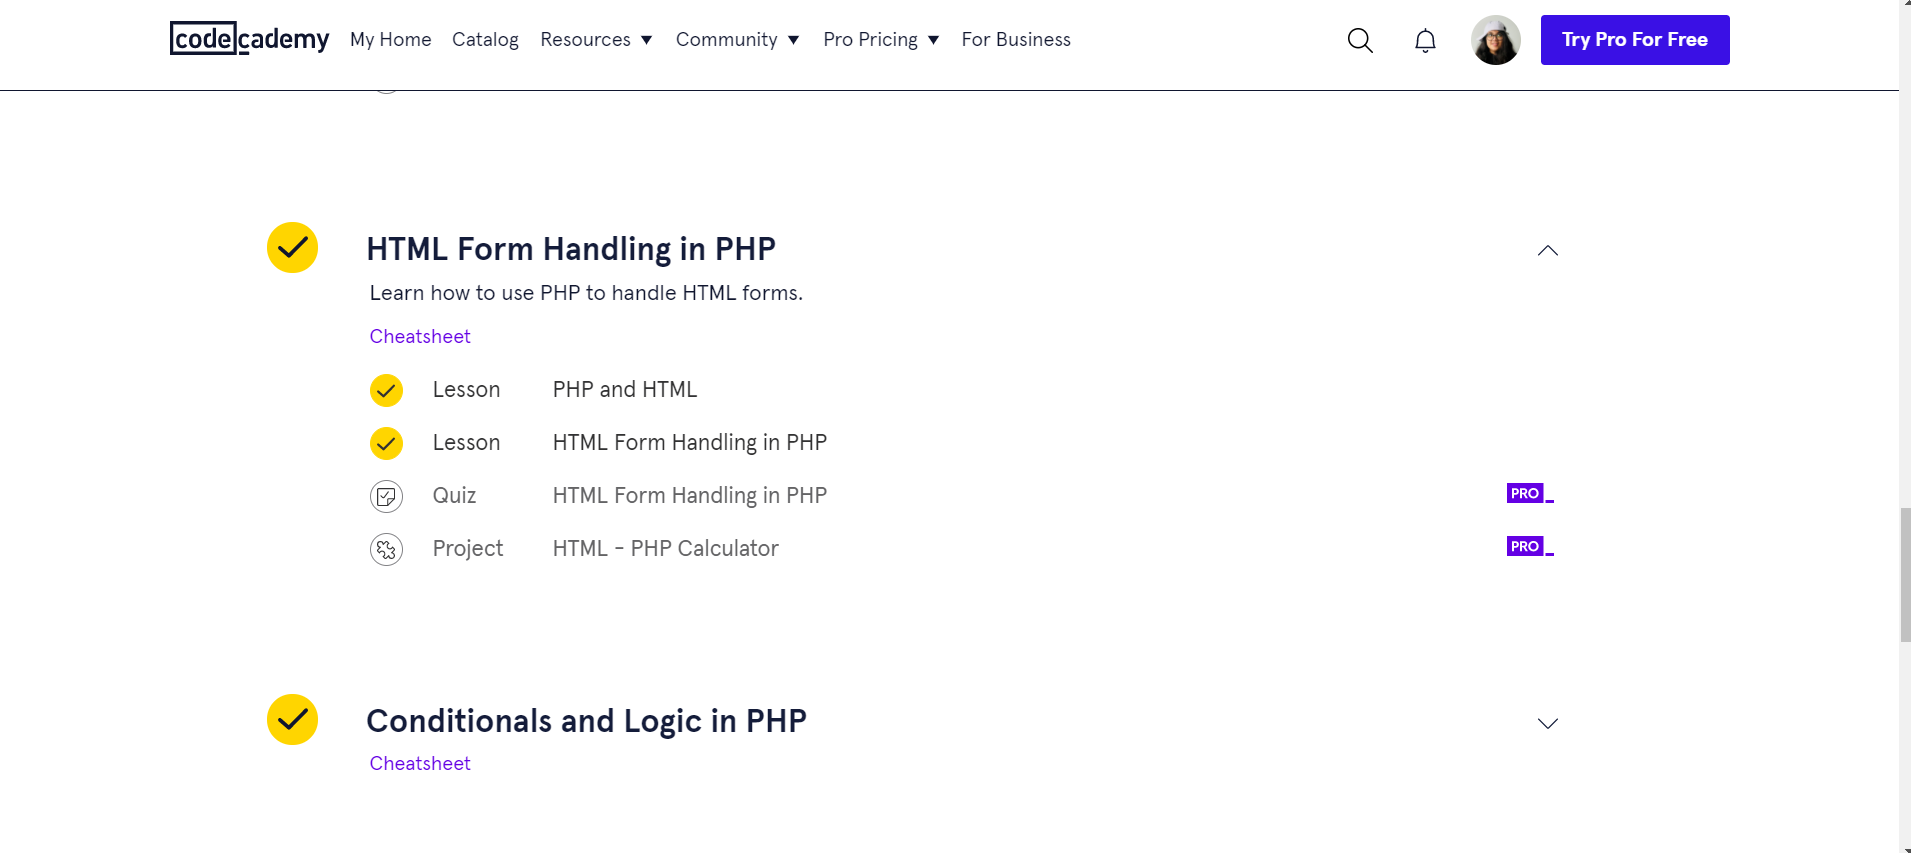 codecademy My Home Catalog Resources Community Pro Pricing For Business Try Pro For Free
HTML Form Handling in PHP
Learn how to use PHP to handle HTML forms.
Cheatsheet
Lesson PHP and HTML
Lesson HTML Form Handling in PHP
Quiz HTML Form Handling in PHP PRO_
Project HTML - PHP Calculator PRO_
Conditionals and Logic in PHP
Cheatsheet